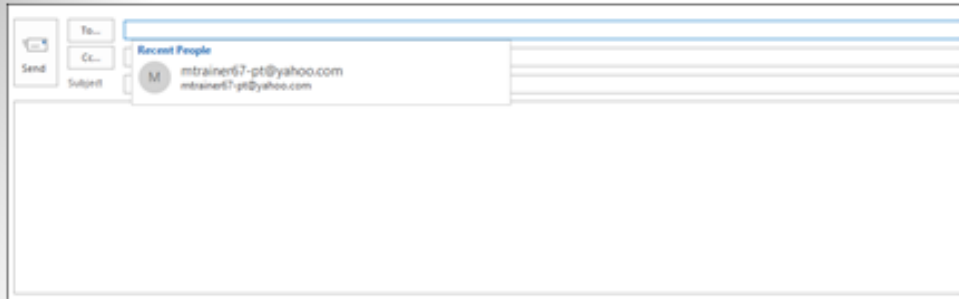 To...
Cc...
Send
Subject
Recent People
M
mtrainer67-pt@yahoo.com
mtrainer67-pt@yahoo.com